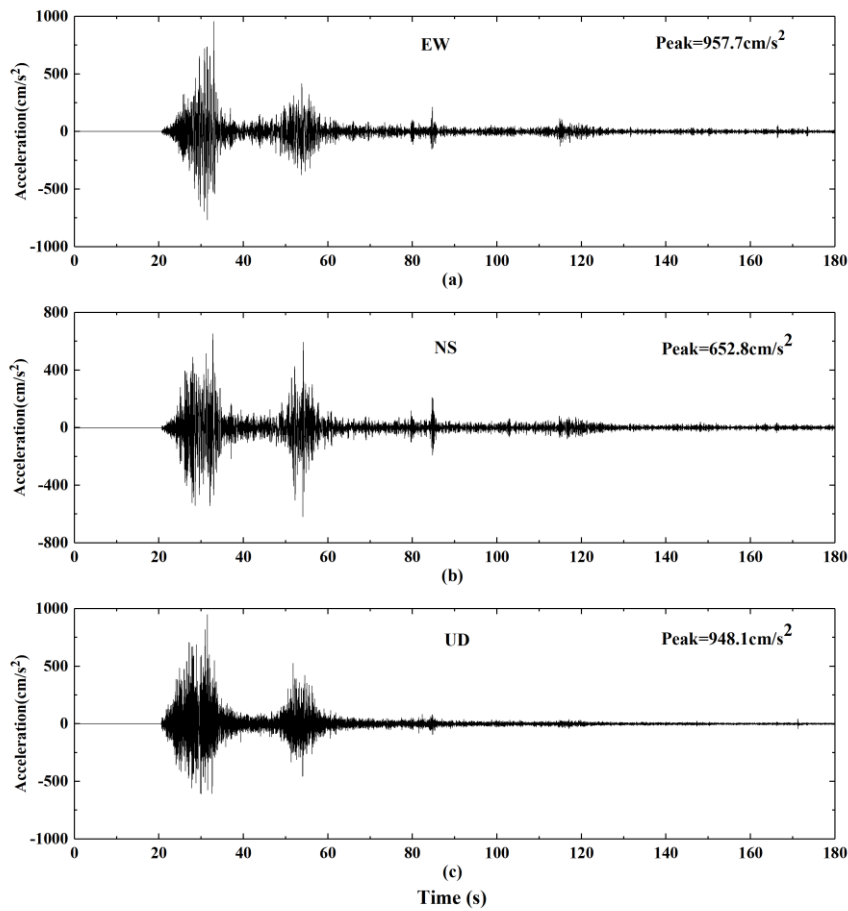 1000
EW
Peak=957.7cm/s²
500
0
-500
-1000
Acceleration(cm/s²)
0 20 40 60 80 100 120 140 160 180
(a)
800
NS
Peak=652.8cm/s²
400
0
-400
-800
Acceleration(cm/s²)
0 20 40 60 80 100 120 140 160 180
(b)
1000
UD
Peak=948.1cm/s²
500
0
-500
-1000
Acceleration(cm/s²)
0 20 40 60 80 100 120 140 160 180
(c)
Time (s)